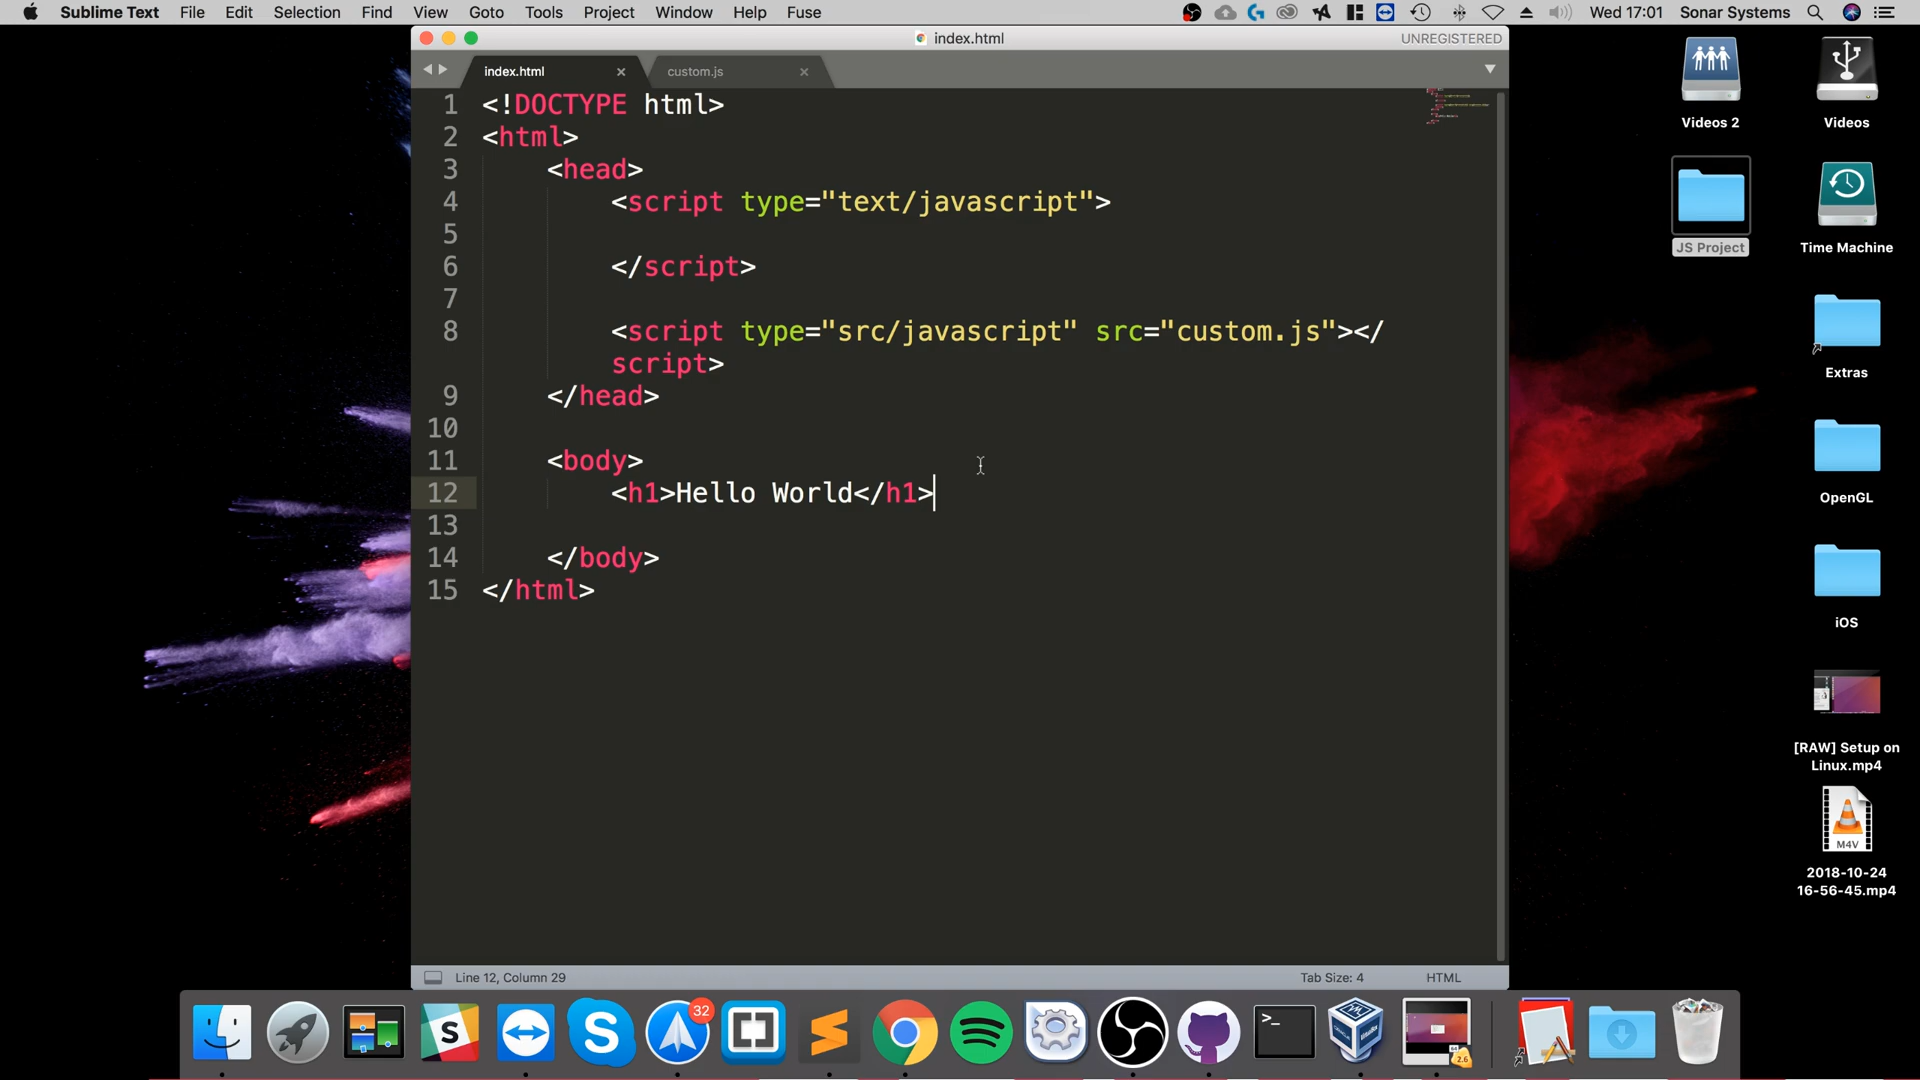 Sublime Text File Edit Selection Find View Goto Tools Project Window Help Fuse Wed 17:01 Sonar Systems
index.html UNREGISTERED
index.html custom.js
1 <!DOCTYPE html>
2 <html>
3 <head>
4 <script type="text/javascript">
5
6 </script>
7
8 <script type="src/javascript" src="custom.js"></
script>
9 </head>
10
11 <body>
12 <h1>Hello World</h1>
13
14 </body>
15 </html>
Line 12, Column 29 Tab Size: 4 HTML
Videos 2
Videos
JS Project
Time Machine
Extras
OpenGL
iOS
[RAW] Setup on
Linux.mp4
M4V
2018-10-24
16-56-45.mp4
32
S
S
>_
2.6